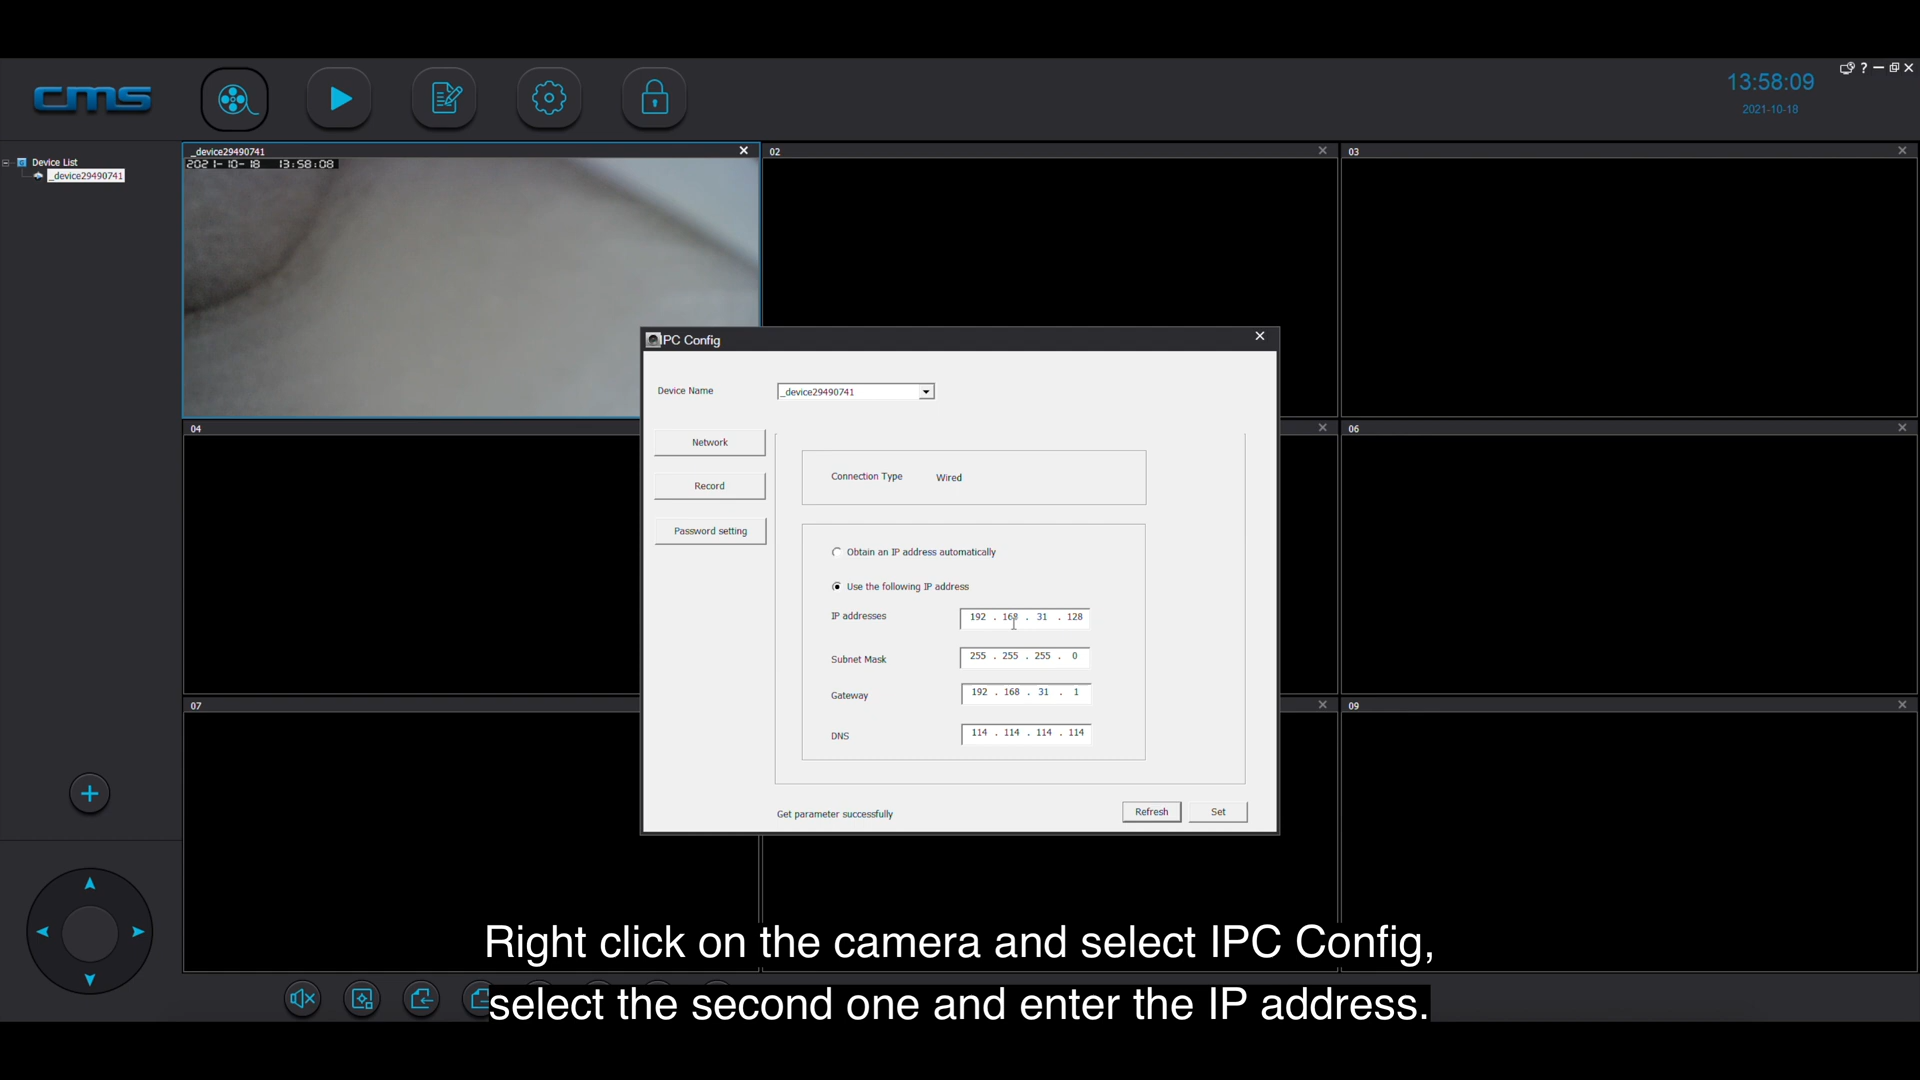 cms
?
13:58:09
2021-10-18
Device List
_device29490741
_device29490741
2021-10-18 13:58:08
02
03
04
06
07
09
IPC Config
Device Name
_device29490741
Network
Record
Password setting
Connection Type Wired
Obtain an IP address automatically
Use the following IP address
IP addresses 192 . 168 . 31 . 128
Subnet Mask 255 . 255 . 255 . 0
Gateway 192 . 168 . 31 . 1
DNS 114 . 114 . 114 . 114
Get parameter successfully
Refresh
Set
Right click on the camera and select IPC Config,
select the second one and enter the IP address.